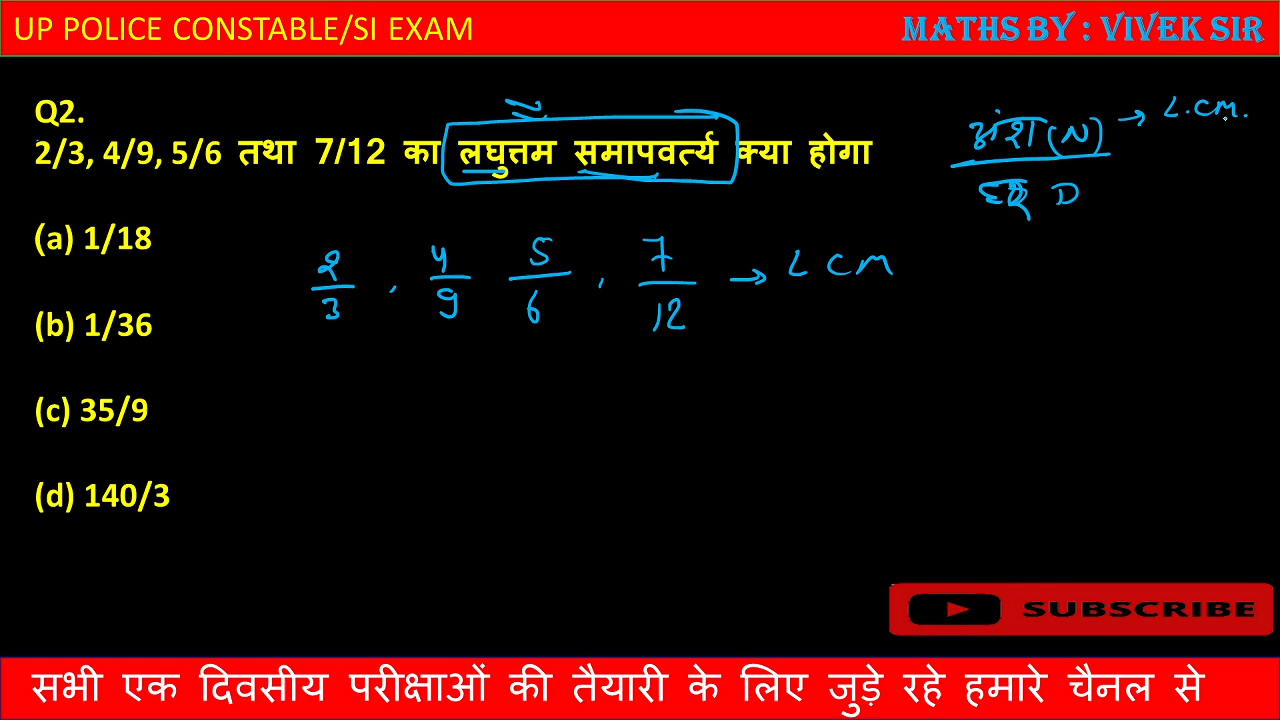 UP POLICE CONSTABLE/SI EXAM
MATHS BY : VIVEK SIR
Q2.
2/3, 4/9, 5/6 तथा 7/12 का लघुत्तम समापवर्त्य क्या होगा
अंश (N) → L.CM.
D
(a) 1/18
2/3 , 4/9 5/6 , 7/12 → LCM
(b) 1/36
(c) 35/9
(d) 140/3
SUBSCRIBE
सभी एक दिवसीय परीक्षाओं की तैयारी के लिए जुड़े रहे हमारे चैनल से